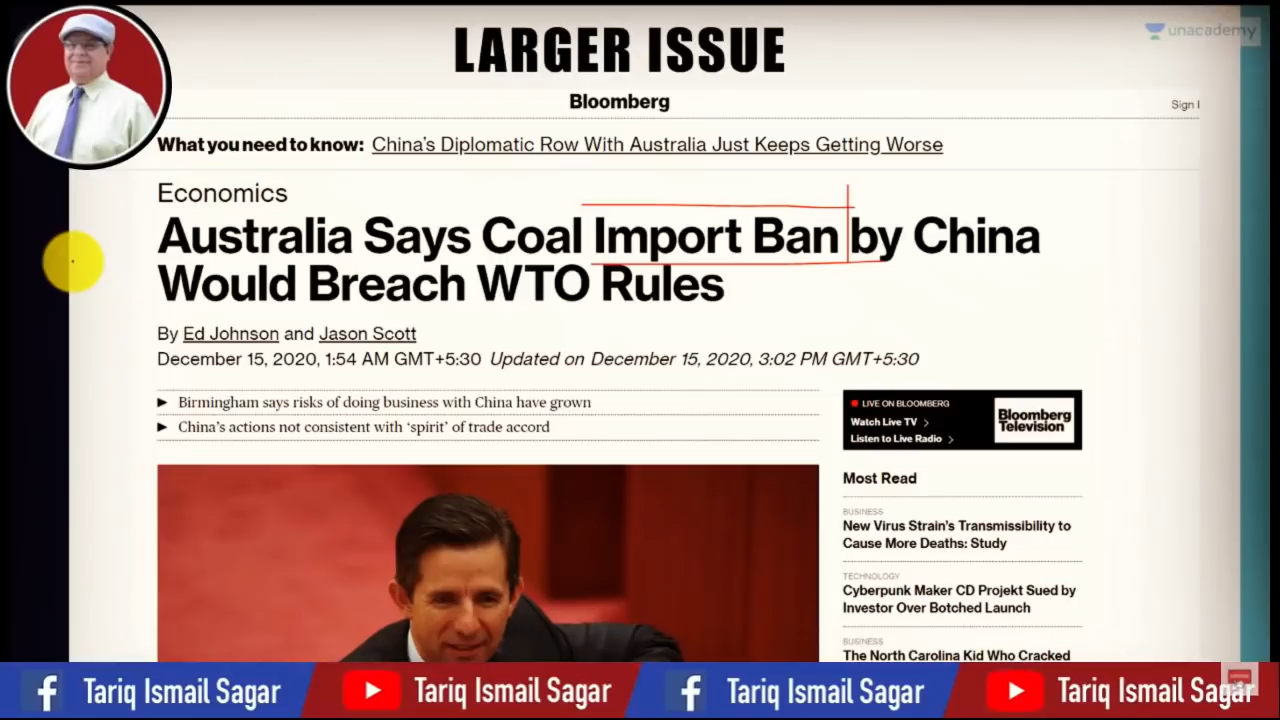 LARGER ISSUE
unacademy
Bloomberg
Sign I
What you need to know: China's Diplomatic Row With Australia Just Keeps Getting Worse
Economics
Australia Says Coal Import Ban by China
Would Breach WTO Rules
By Ed Johnson and Jason Scott
December 15, 2020, 1:54 AM GMT+5:30 Updated on December 15, 2020, 3:02 PM GMT+5:30
► Birmingham says risks of doing business with China have grown
► China's actions not consistent with 'spirit' of trade accord
LIVE ON BLOOMBERG
Watch Live TV >
Listen to Live Radio >
Bloomberg
Television
Most Read
BUSINESS
New Virus Strain's Transmissibility to
Cause More Deaths: Study
TECHNOLOGY
Cyberpunk Maker CD Projekt Sued by
Investor Over Botched Launch
BUSINESS
The North Carolina Kid Who Cracked
Tariq Ismail Sagar Tariq Ismail Sagar Tariq Ismail Sagar Tariq Ismail Sagar